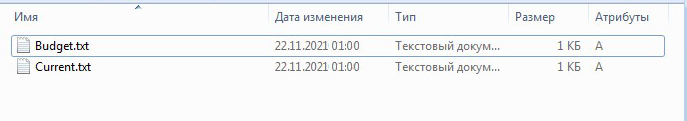 Имя Дата изменения Тип Размер Атрибуты
Budget.txt 22.11.2021 01:00 Текстовый докум... 1 КБ A
Current.txt 22.11.2021 01:00 Текстовый докум... 1 КБ A